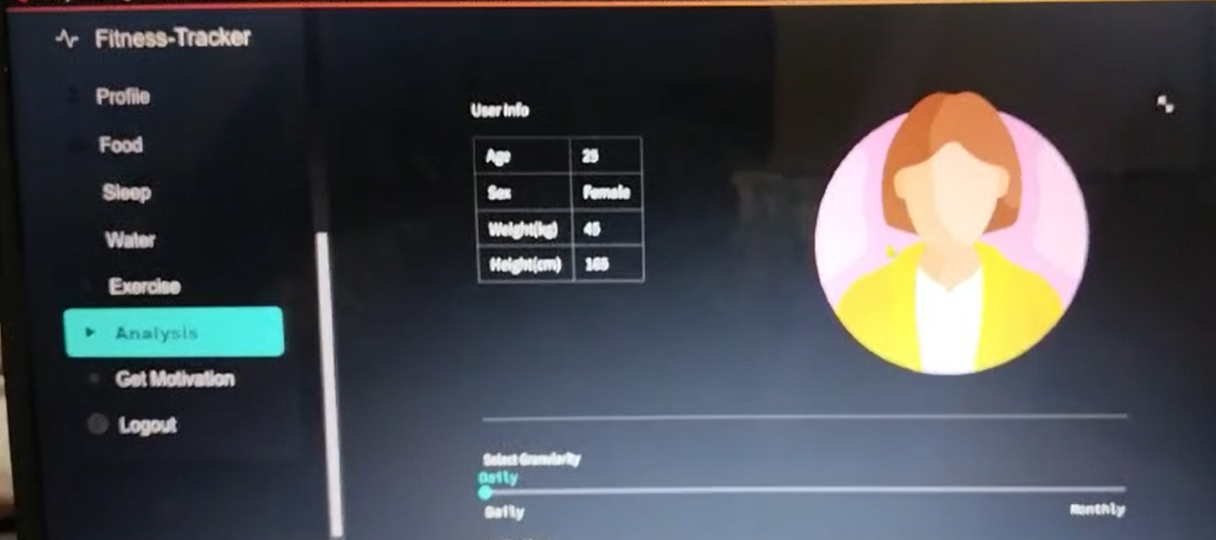 Fitness-Tracker
Profile
Food
Sleep
Water
Exercise
Analysis
Get Motivation
Logout
User Info
Age 25
Sex Female
Weight(kg) 45
Height(cm) 165
Select Granularity
Daily
Daily Monthly